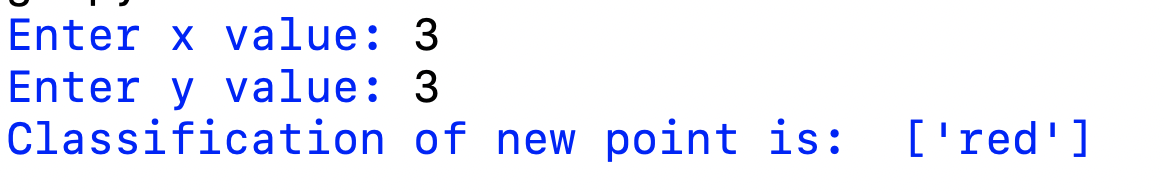 Enter x value: 3
Enter y value: 3
Classification of new point is:  ['red']